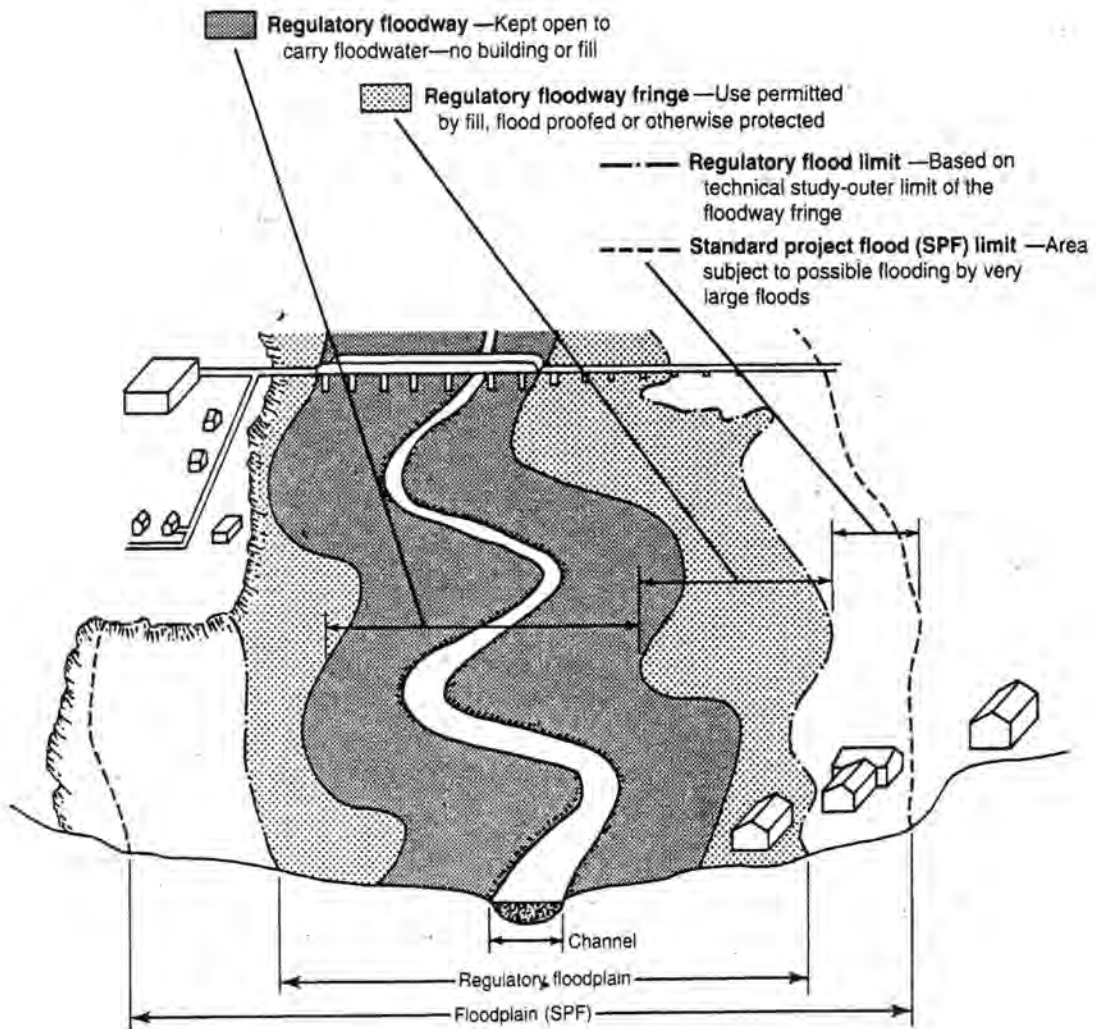 Regulatory floodway —Kept open to
carry floodwater—no building or fill
Regulatory floodway fringe —Use permitted
by fill, flood proofed or otherwise protected
Regulatory flood limit —Based on
technical study-outer limit of the
floodway fringe
Standard project flood (SPF) limit —Area
subject to possible flooding by very
large floods
Channel
Regulatory floodplain
Floodplain (SPF)